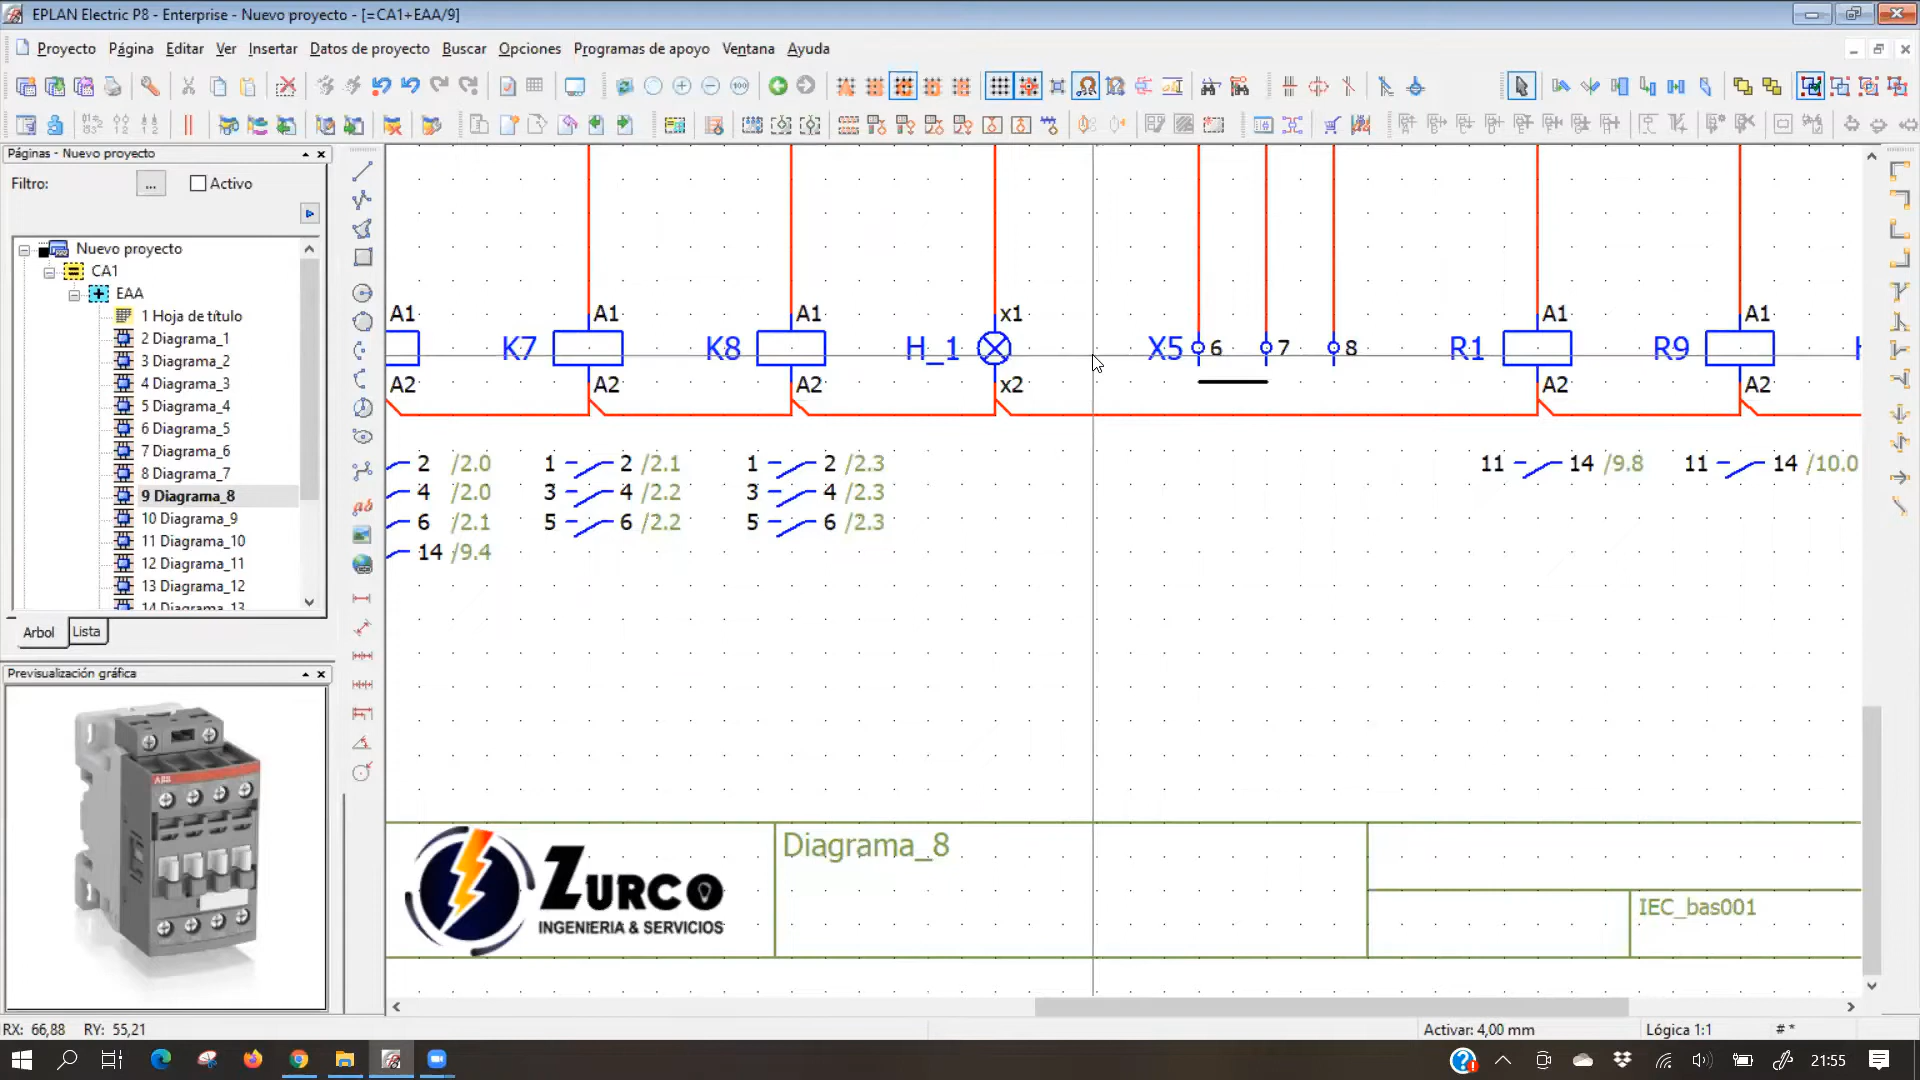 EPLAN Electric P8 - Enterprise - Nuevo proyecto - [=CA1+EAA/9]
Proyecto Página Editar Ver Insertar Datos de proyecto Buscar Opciones Programas de apoyo Ventana Ayuda
Páginas - Nuevo proyecto
Filtro: ... Activo
Nuevo proyecto
CA1
EAA
1 Hoja de título
2 Diagrama_1
3 Diagrama_2
4 Diagrama_3
5 Diagrama_4
6 Diagrama_5
7 Diagrama_6
8 Diagrama_7
9 Diagrama_8
10 Diagrama_9
11 Diagrama_10
12 Diagrama_11
13 Diagrama_12
14 Diagrama_13
Arbol Lista
Previsualización gráfica
ABB
A1 A1 A1 x1 A1 A1
K7 K8 H_1 X5 6 7 8 R1 R9
A2 A2 A2 x2 A2 A2
2 /2.0 1 2 /2.1 1 2 /2.3 11 14 /9.8 11 14 /10.0
4 /2.0 3 4 /2.2 3 4 /2.3
6 /2.1 5 6 /2.2 5 6 /2.3
14 /9.4
ZURCO
INGENIERIA & SERVICIOS
Diagrama_8
IEC_bas001
RX: 66,88 RY: 55,21 Activar: 4,00 mm Lógica 1:1 # *
21:55